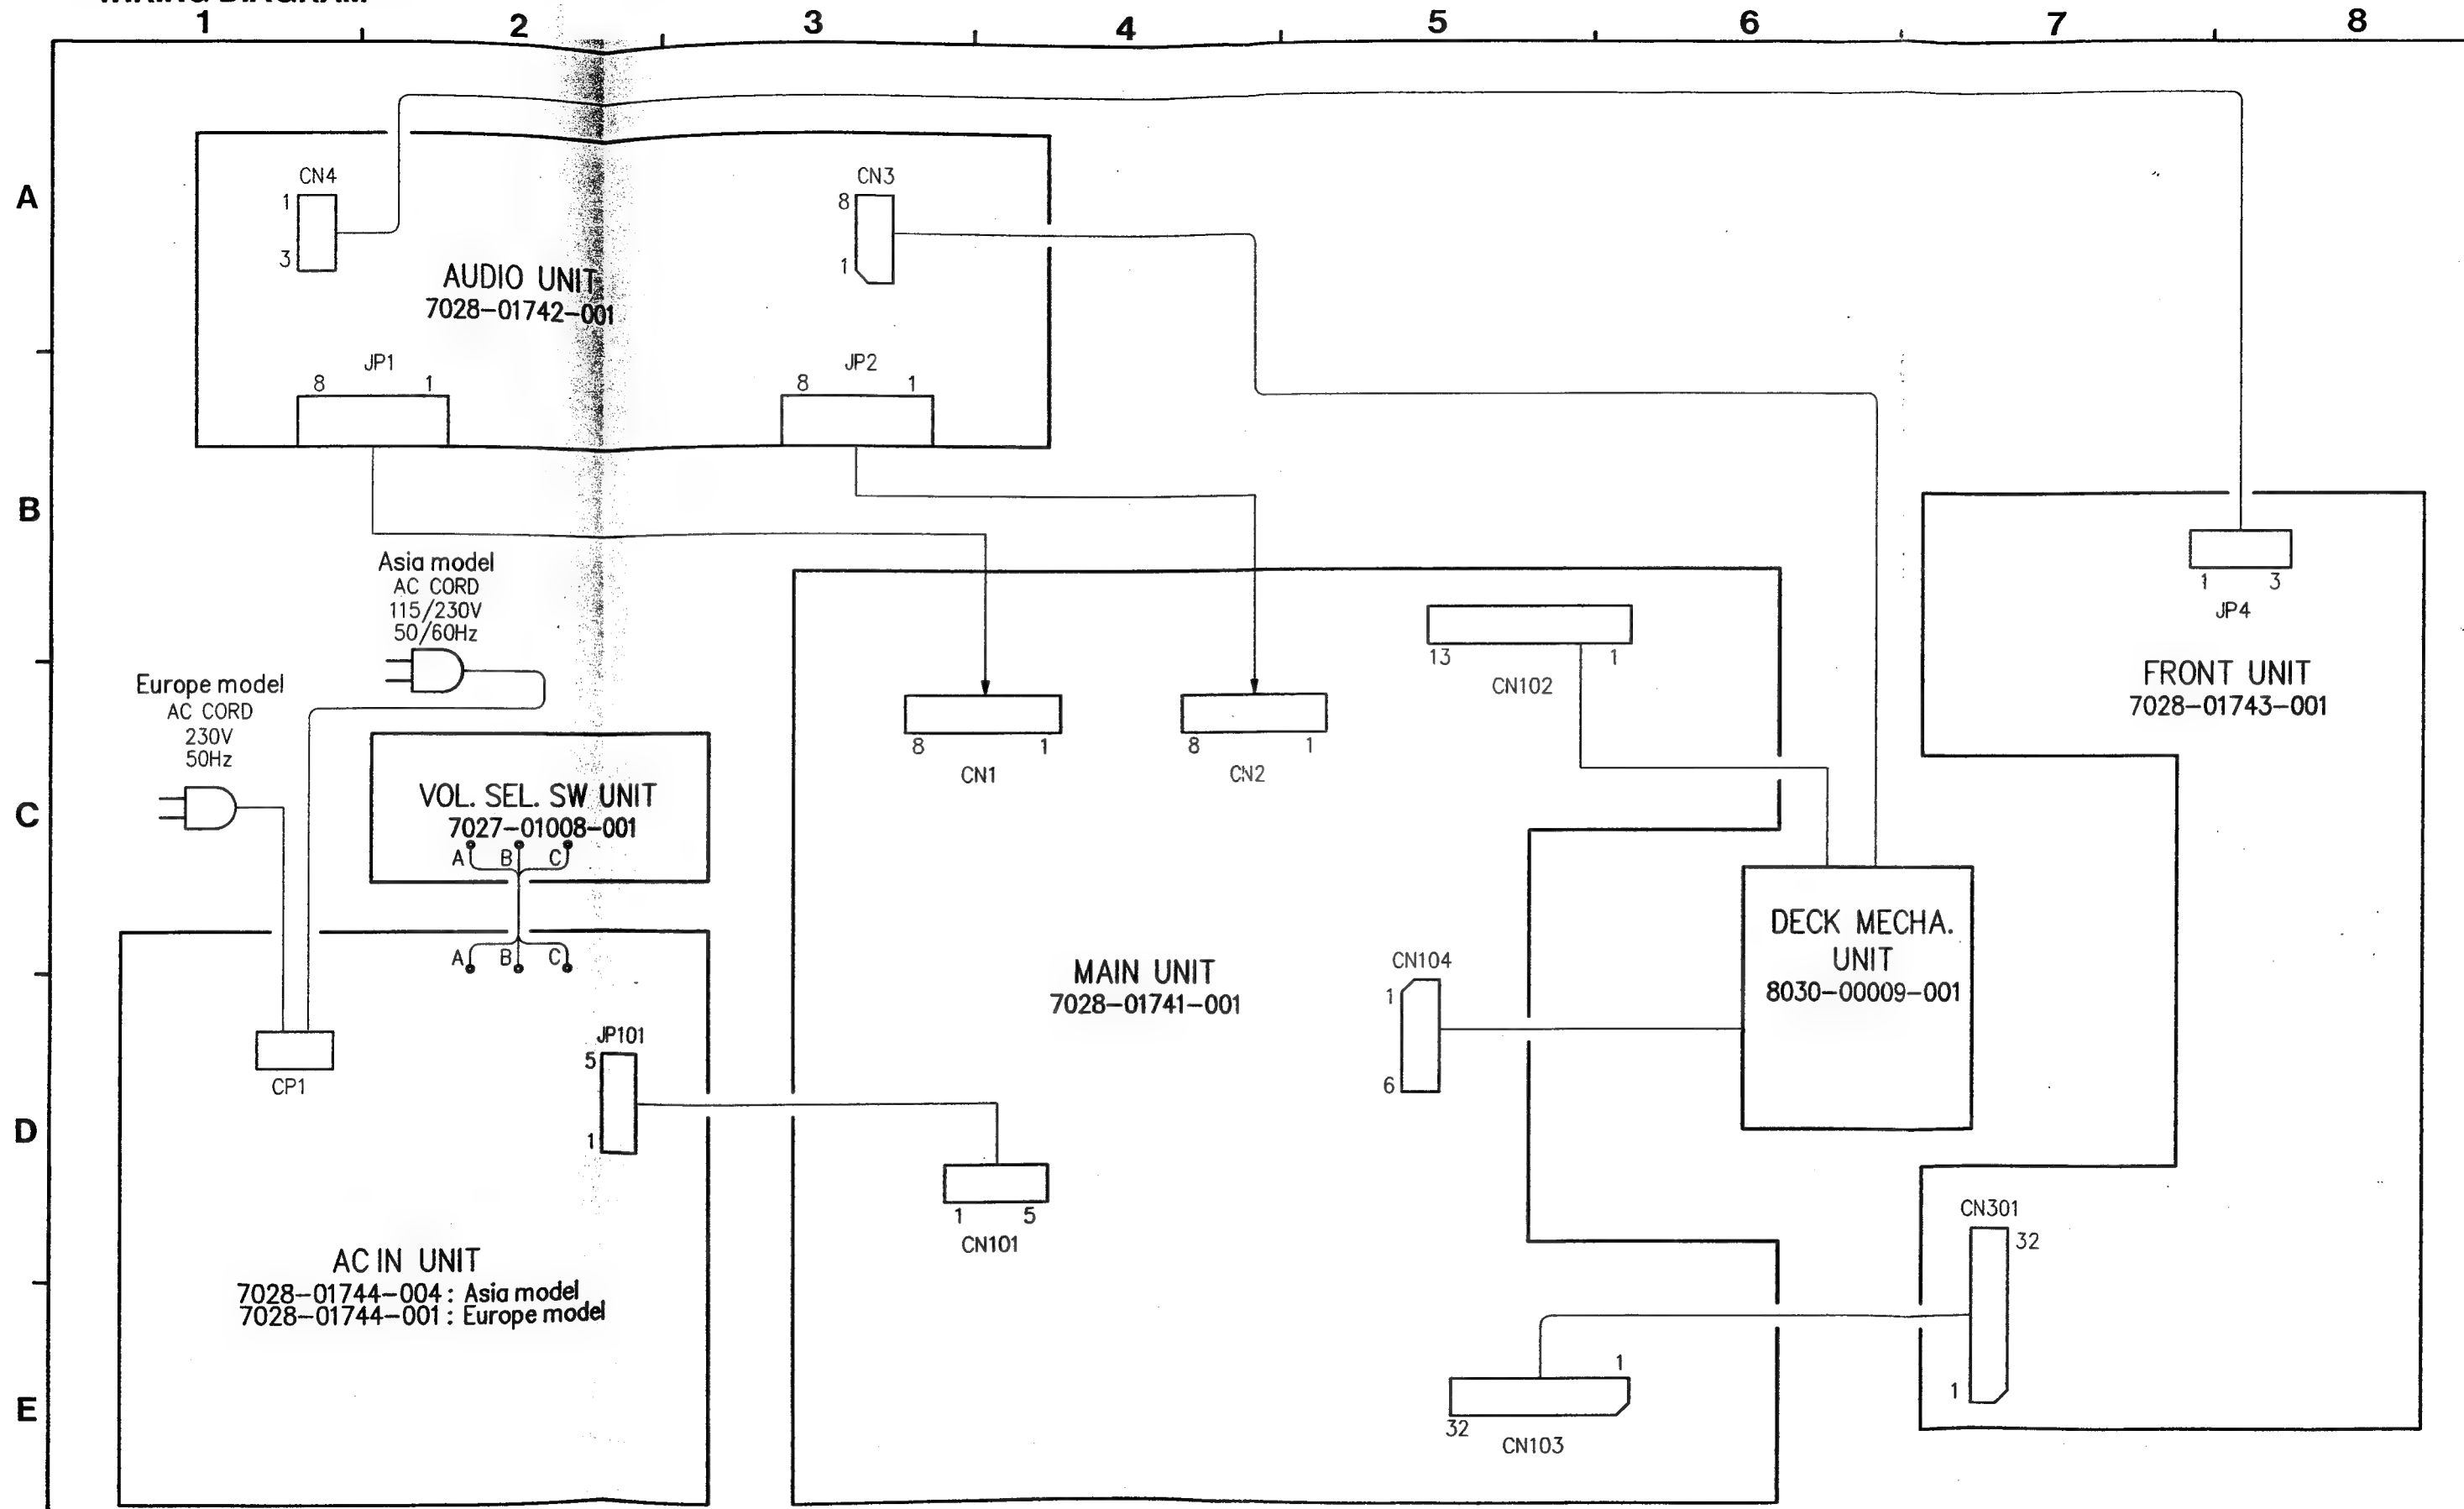 WIRING DIAGRAM
1 2 3 4 5 6 7 8
A
CN4
1
3
CN3
8
1
AUDIO UNIT
7028-01742-001
JP1
8 1
JP2
8 1
B
Asia model
AC CORD
115/230V
50/60Hz
Europe model
AC CORD
230V
50Hz
1 3
JP4
13 1
CN102
FRONT UNIT
7028-01743-001
8 1
CN1
8 1
CN2
C
VOL. SEL. SW UNIT
7027-01008-001
A B C
A B C
DECK MECHA.
UNIT
8030-00009-001
MAIN UNIT
7028-01741-001
CN104
1
6
CP1
JP101
5
1
D
1 5
CN101
CN301
32
1
AC IN UNIT
7028-01744-004 : Asia model
7028-01744-001 : Europe model
E
1
32
CN103